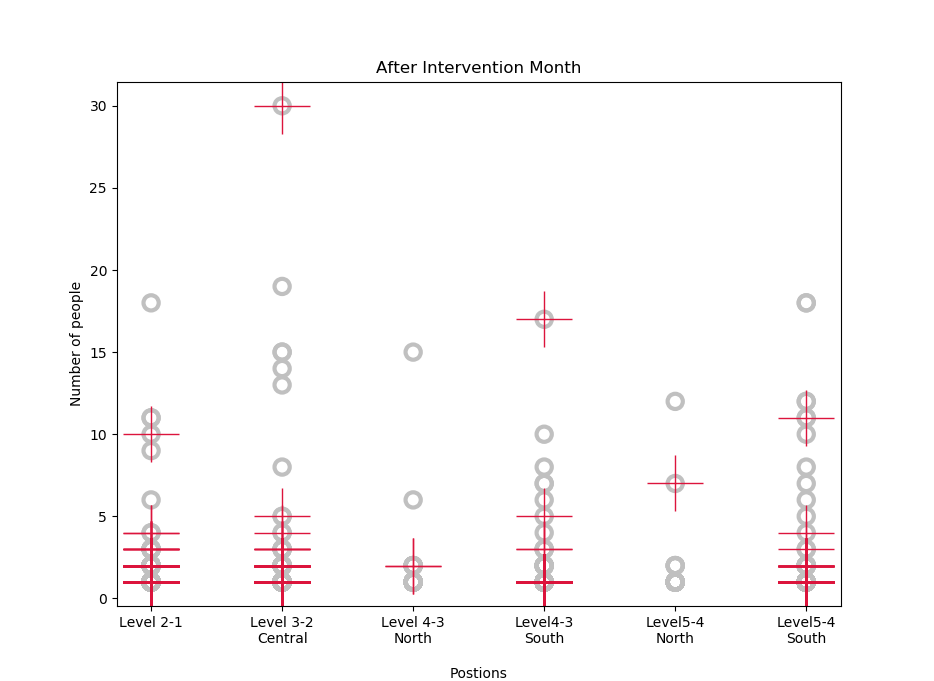 After Intervention Month
Number of people
30
25
20
15
10
5
0
Level 2-1
Level 3-2
Central
Level 4-3
North
Level4-3
South
Level5-4
North
Level5-4
South
Postions